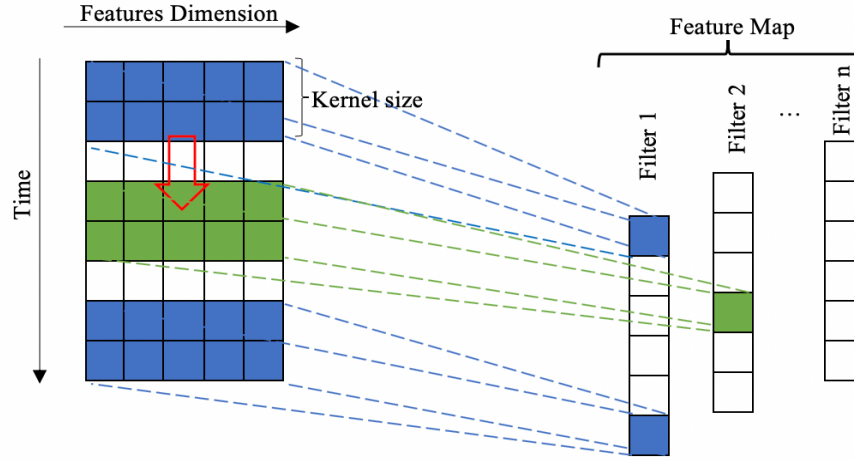 Features Dimension
Feature Map
Kernel size
Time
Filter 1
Filter 2
...
Filter n